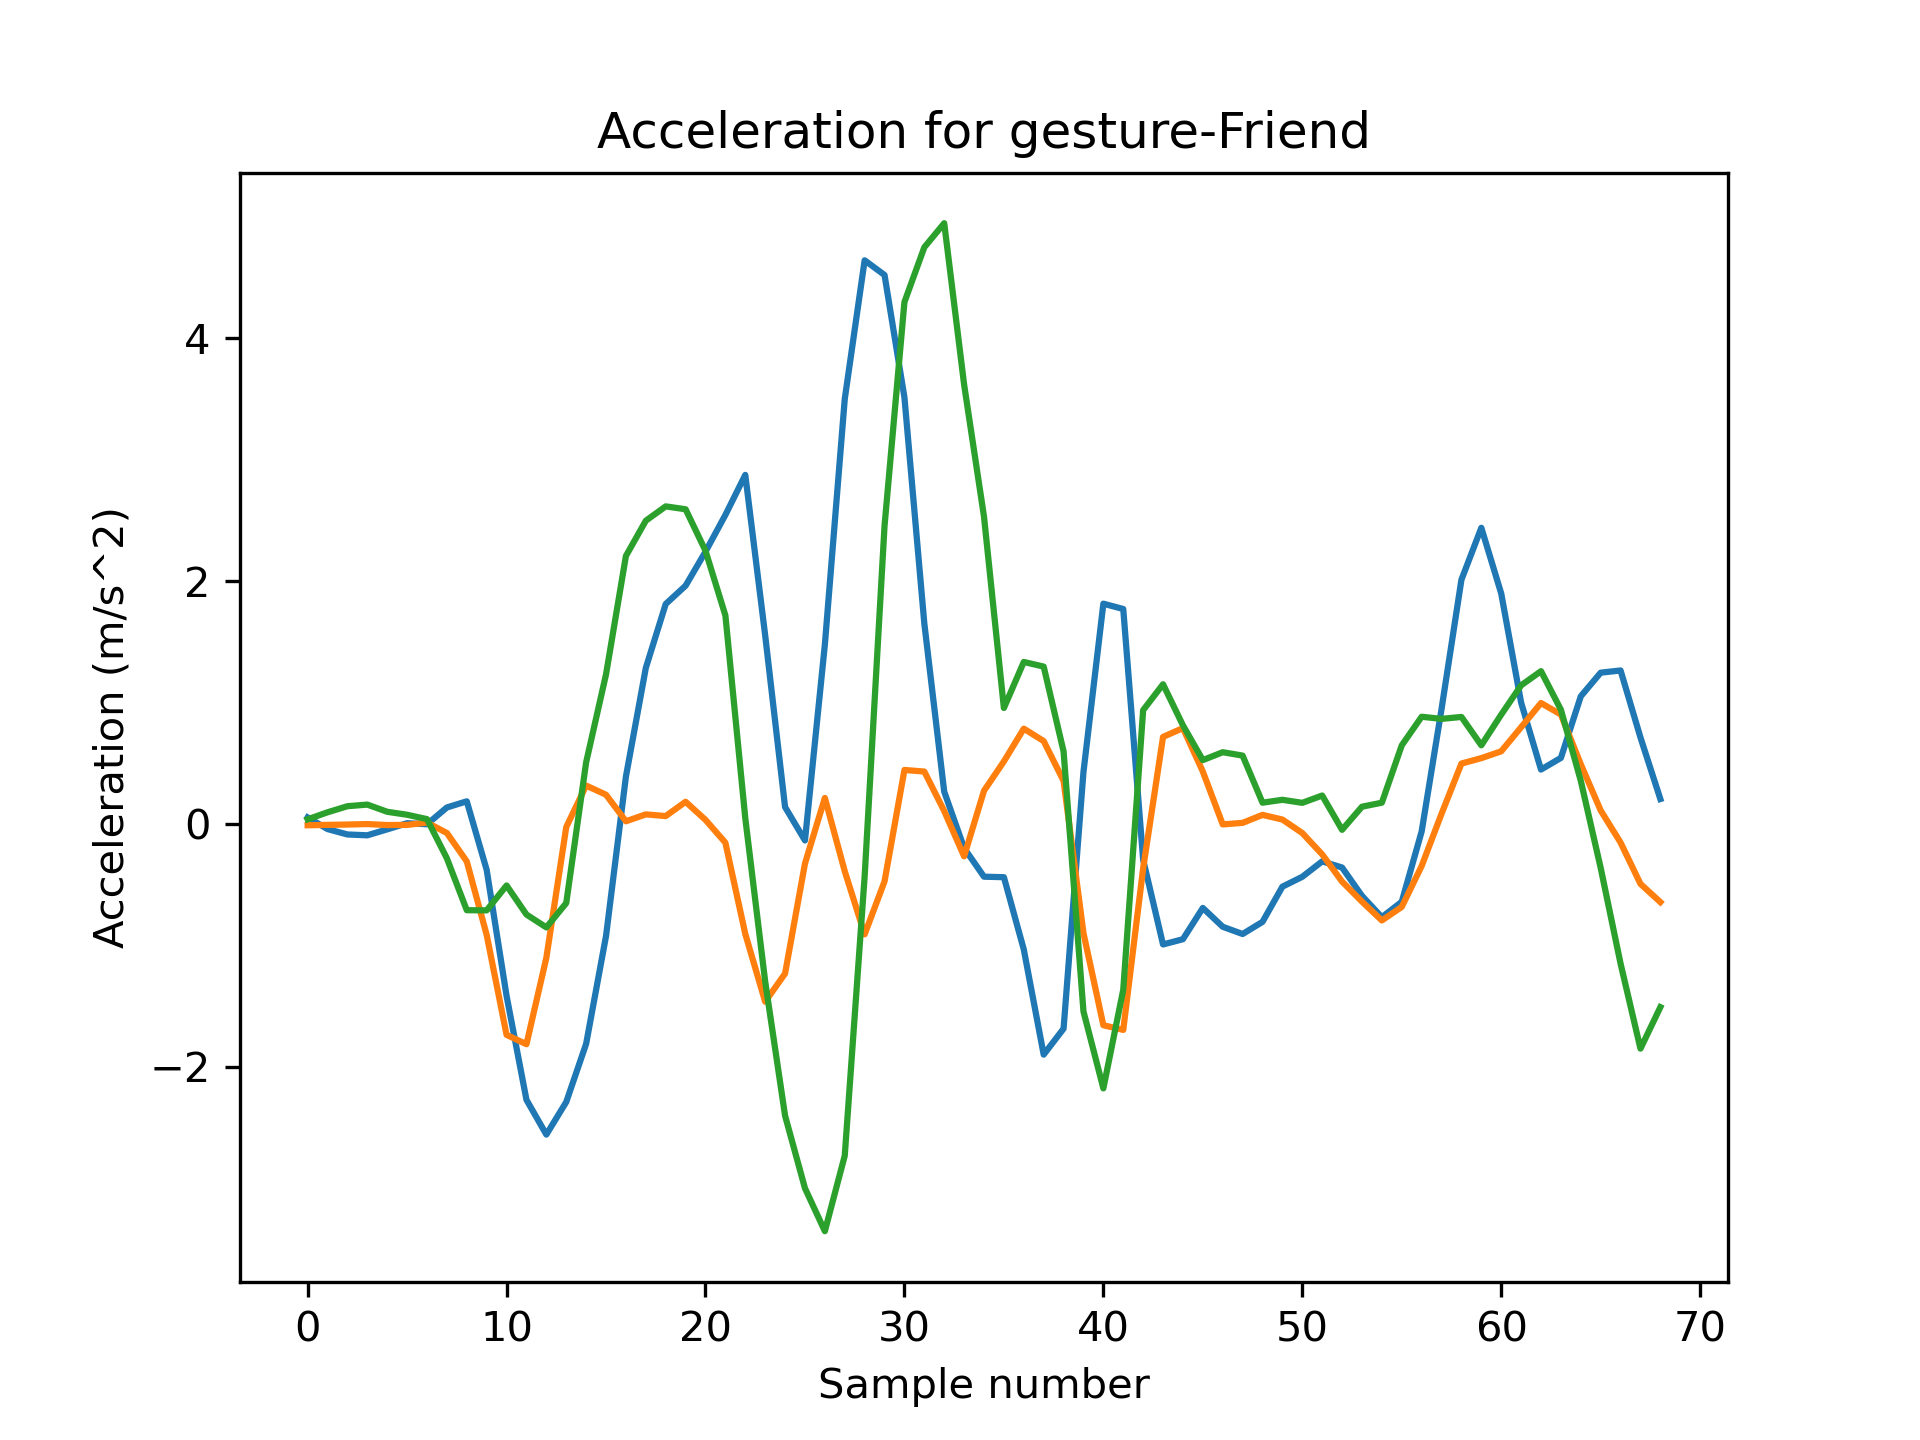 Acceleration for gesture-Friend
Acceleration (m/s^2)
4
2
0
−2
0 10 20 30 40 50 60 70
Sample number